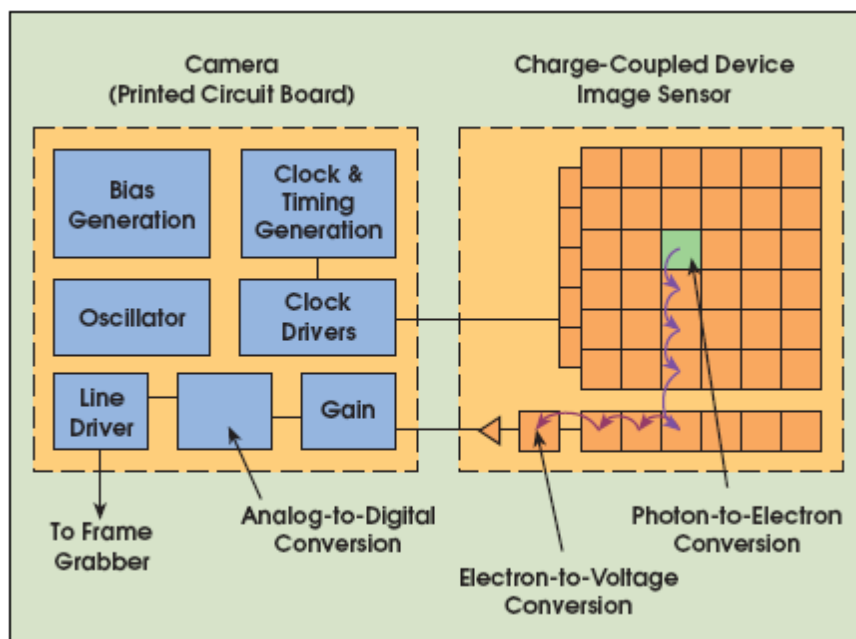 Camera
(Printed Circuit Board)
Charge-Coupled Device
Image Sensor
Bias
Generation
Clock &
Timing
Generation
Oscillator
Clock
Drivers
Line
Driver
Gain
To Frame
Grabber
Analog-to-Digital
Conversion
Electron-to-Voltage
Conversion
Photon-to-Electron
Conversion